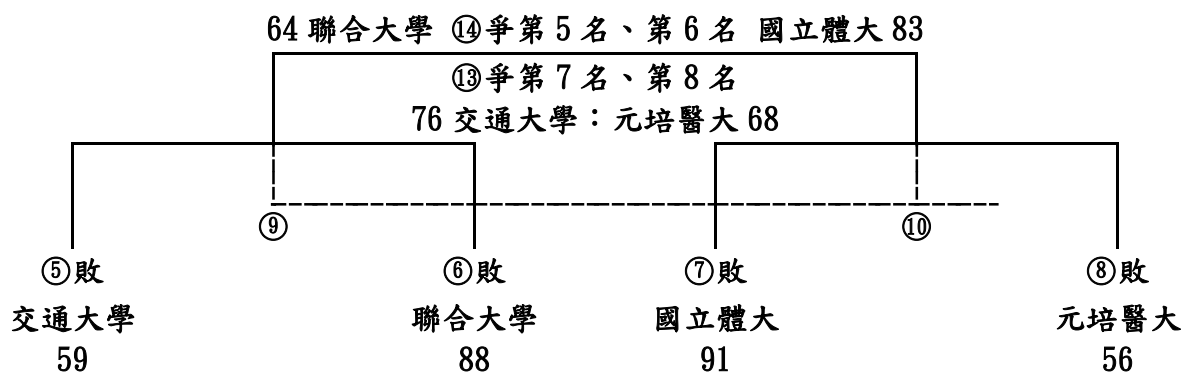 64 聯合大學 ⑭爭第 5 名、第 6 名 國立體大 83
⑬爭第 7 名、第 8 名
76 交通大學：元培醫大 68
⑨ ⑩
⑤敗 ⑥敗 ⑦敗 ⑧敗
交通大學 聯合大學 國立體大 元培醫大
59 88 91 56